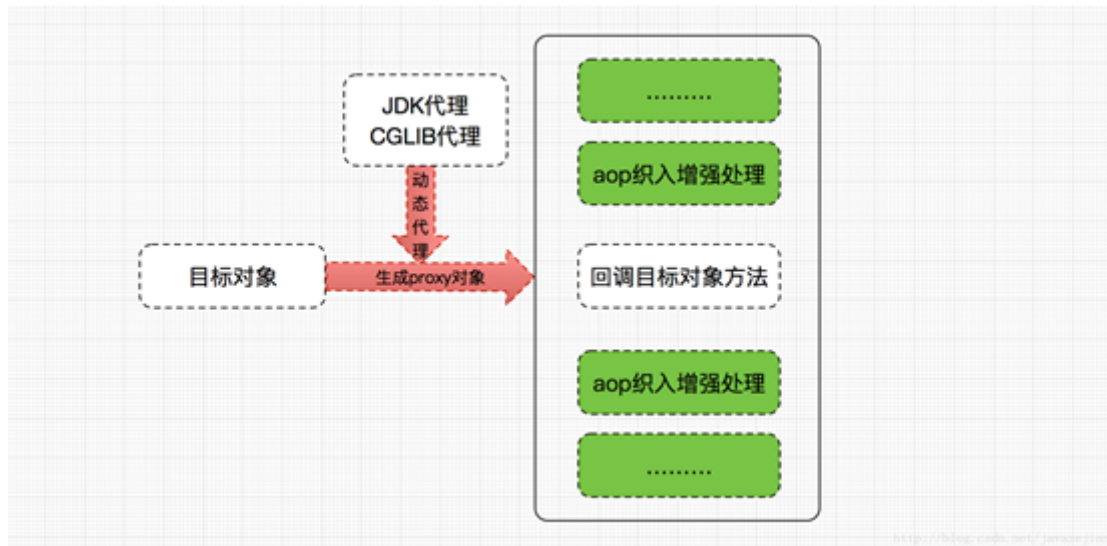 JDK代理
CGLIB代理
动
态
代
理
目标对象
生成proxy对象
.........
aop织入增强处理
回调目标对象方法
aop织入增强处理
.........